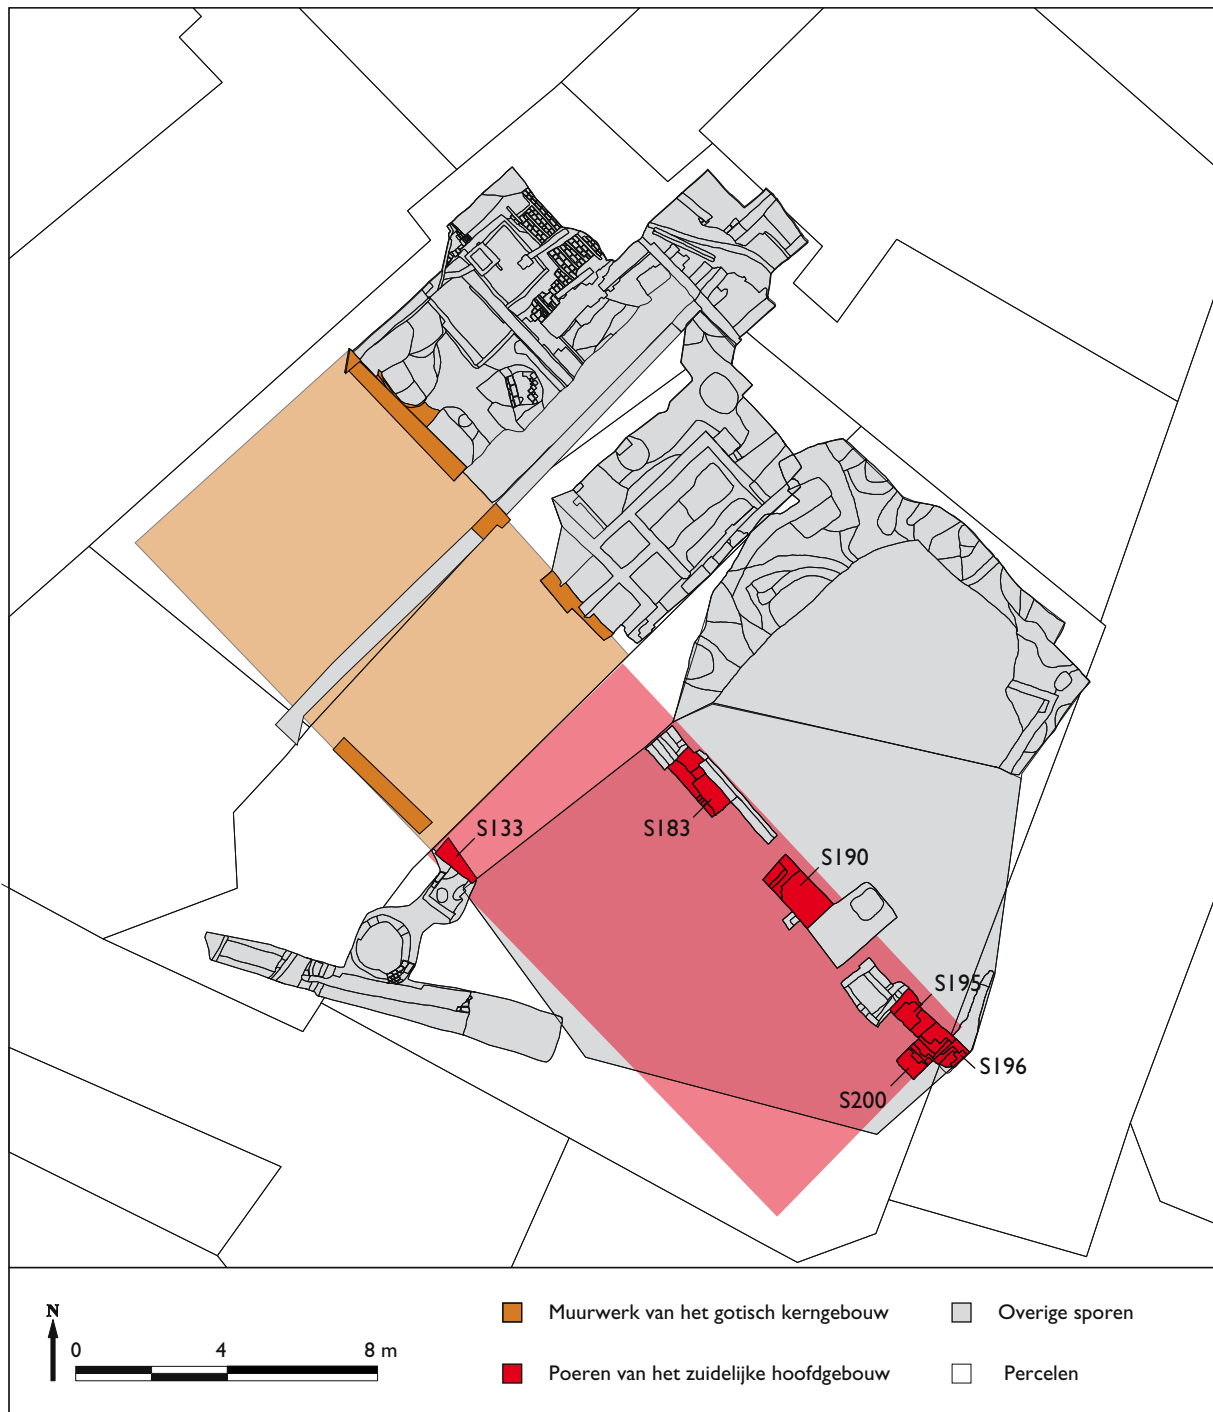 S133
S183
S190
S195
S196
S200
N
0 4 8 m
Muurwerk van het gotisch kerngebouw
Poeren van het zuidelijke hoofdgebouw
Overige sporen
Percelen